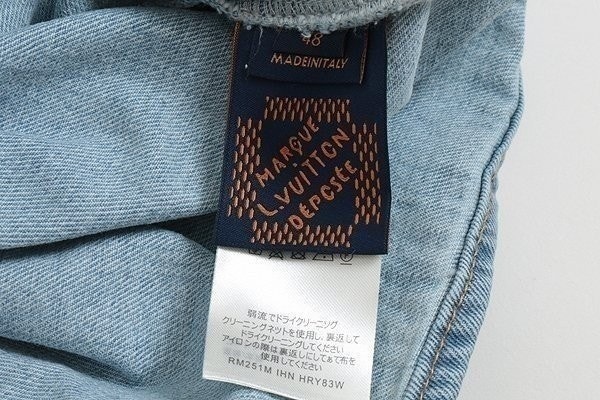 48
MADEINITALY
MARQUE
L.VUITTON
DÉPOSÉE
弱流でドライクリーニング
クリーニングネットを使用し、裏返して
ドライクリーニングしてください
アイロンの際は裏返しにしてあて布を
使用してください
RM251M IHN HRY83W